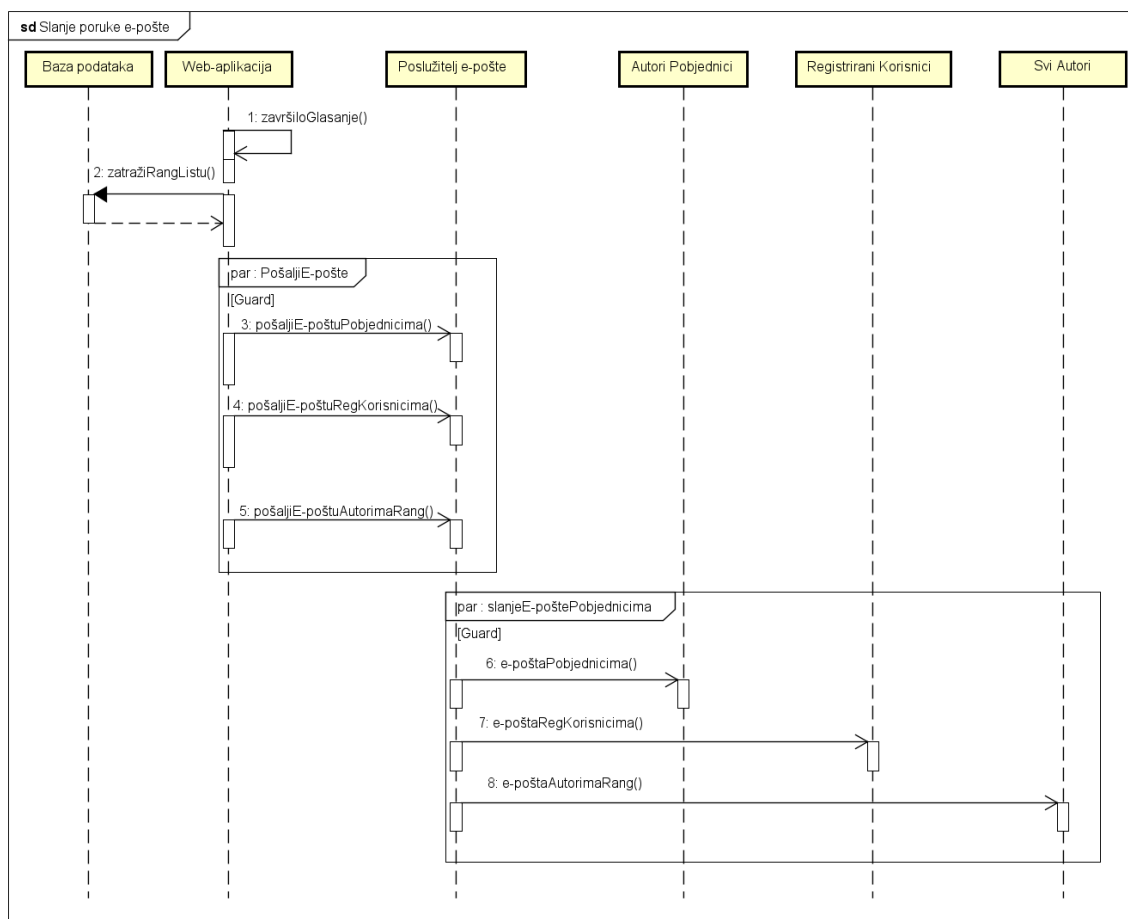 sd Slanje poruke e-pošte
Baza podataka
Web-aplikacija
Poslužitelj e-pošte
Autori Pobjednici
Registrirani Korisnici
Svi Autori
1: završiloGlasanje()
2: zatražiRangListu()
par : PošaljiE-pošte
[Guard]
3: pošaljiE-poštuPobjednicima()
4: pošaljiE-poštuRegKorisnicima()
5: pošaljiE-poštuAutorimaRang()
par : slanjeE-poštePobjednicima
[Guard]
6: e-poštaPobjednicima()
7: e-poštaRegKorisnicima()
8: e-poštaAutorimaRang()